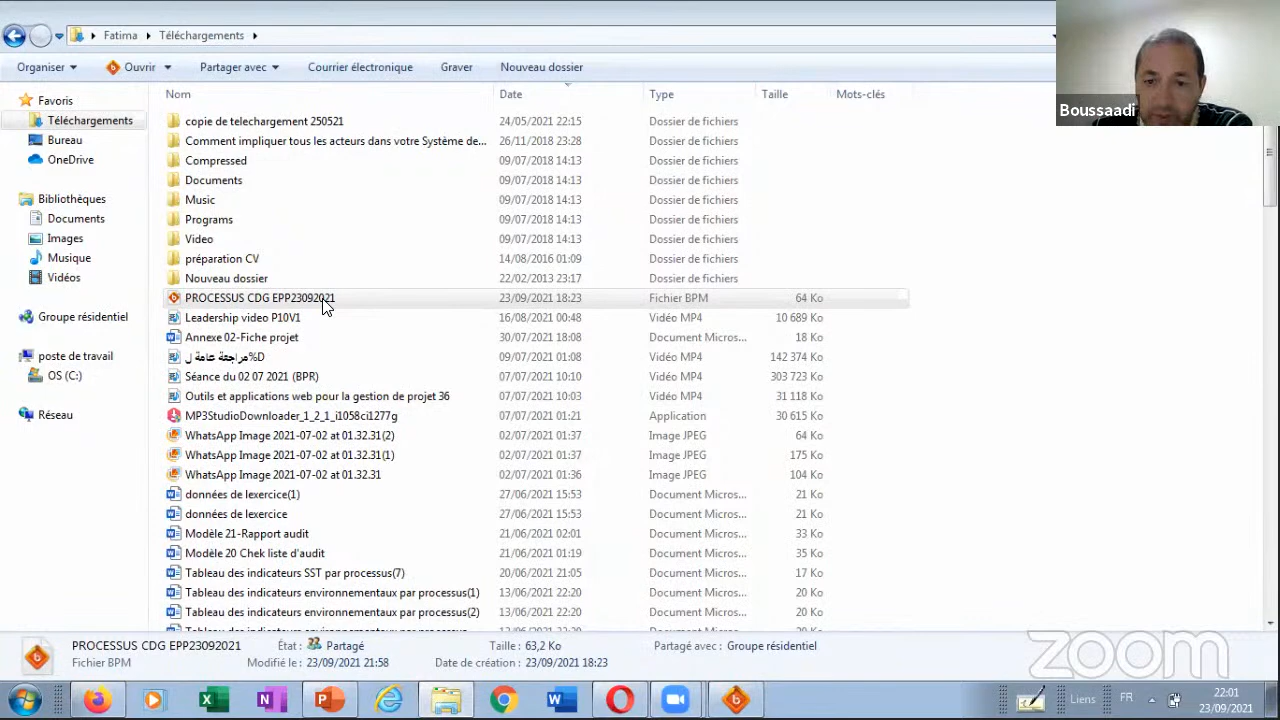 Fatima Téléchargements
Boussaadi
Organiser Ouvrir Partager avec Courrier électronique Graver Nouveau dossier
Favoris
Téléchargements
Bureau
OneDrive
Bibliothèques
Documents
Images
Musique
Vidéos
Groupe résidentiel
poste de travail
OS (C:)
Réseau
Nom Date Type Taille Mots-clés
copie de telechargement 250521 24/05/2021 22:15 Dossier de fichiers
Comment impliquer tous les acteurs dans votre Système de... 26/11/2018 23:28 Dossier de fichiers
Compressed 09/07/2018 14:13 Dossier de fichiers
Documents 09/07/2018 14:13 Dossier de fichiers
Music 09/07/2018 14:13 Dossier de fichiers
Programs 09/07/2018 14:13 Dossier de fichiers
Video 09/07/2018 14:13 Dossier de fichiers
préparation CV 14/08/2016 01:09 Dossier de fichiers
Nouveau dossier 22/02/2013 23:17 Dossier de fichiers
PROCESSUS CDG EPP23092021 23/09/2021 18:23 Fichier BPM 64 Ko
Leadership video P10V1 16/08/2021 00:48 Vidéo MP4 10 689 Ko
Annexe 02-Fiche projet 30/07/2021 18:08 Document Micros... 18 Ko
مراجعة عامة ل%D 09/07/2021 01:08 Vidéo MP4 142 374 Ko
Séance du 02 07 2021 (BPR) 07/07/2021 10:10 Vidéo MP4 303 723 Ko
Outils et applications web pour la gestion de projet 36 07/07/2021 10:03 Vidéo MP4 31 118 Ko
MP3StudioDownloader_1_2_1_i1058ci1277g 07/07/2021 01:21 Application 30 615 Ko
WhatsApp Image 2021-07-02 at 01.32.31(2) 02/07/2021 01:37 Image JPEG 64 Ko
WhatsApp Image 2021-07-02 at 01.32.31(1) 02/07/2021 01:37 Image JPEG 175 Ko
WhatsApp Image 2021-07-02 at 01.32.31 02/07/2021 01:36 Image JPEG 104 Ko
données de lexercice(1) 27/06/2021 15:53 Document Micros... 21 Ko
données de lexercice 27/06/2021 15:53 Document Micros... 21 Ko
Modèle 21-Rapport audit 21/06/2021 02:01 Document Micros... 33 Ko
Modèle 20 Chek liste d'audit 21/06/2021 01:19 Document Micros... 35 Ko
Tableau des indicateurs SST par processus(7) 20/06/2021 21:05 Document Micros... 17 Ko
Tableau des indicateurs environnementaux par processus(1) 13/06/2021 22:20 Document Micros... 20 Ko
Tableau des indicateurs environnementaux par processus(2) 13/06/2021 22:20 Document Micros... 20 Ko
PROCESSUS CDG EPP23092021 État : Partagé Taille : 63,2 Ko Partagé avec : Groupe résidentiel
Fichier BPM Modifié le : 23/09/2021 21:58 Date de création : 23/09/2021 18:23
zoom
Liens FR 22:01
23/09/2021